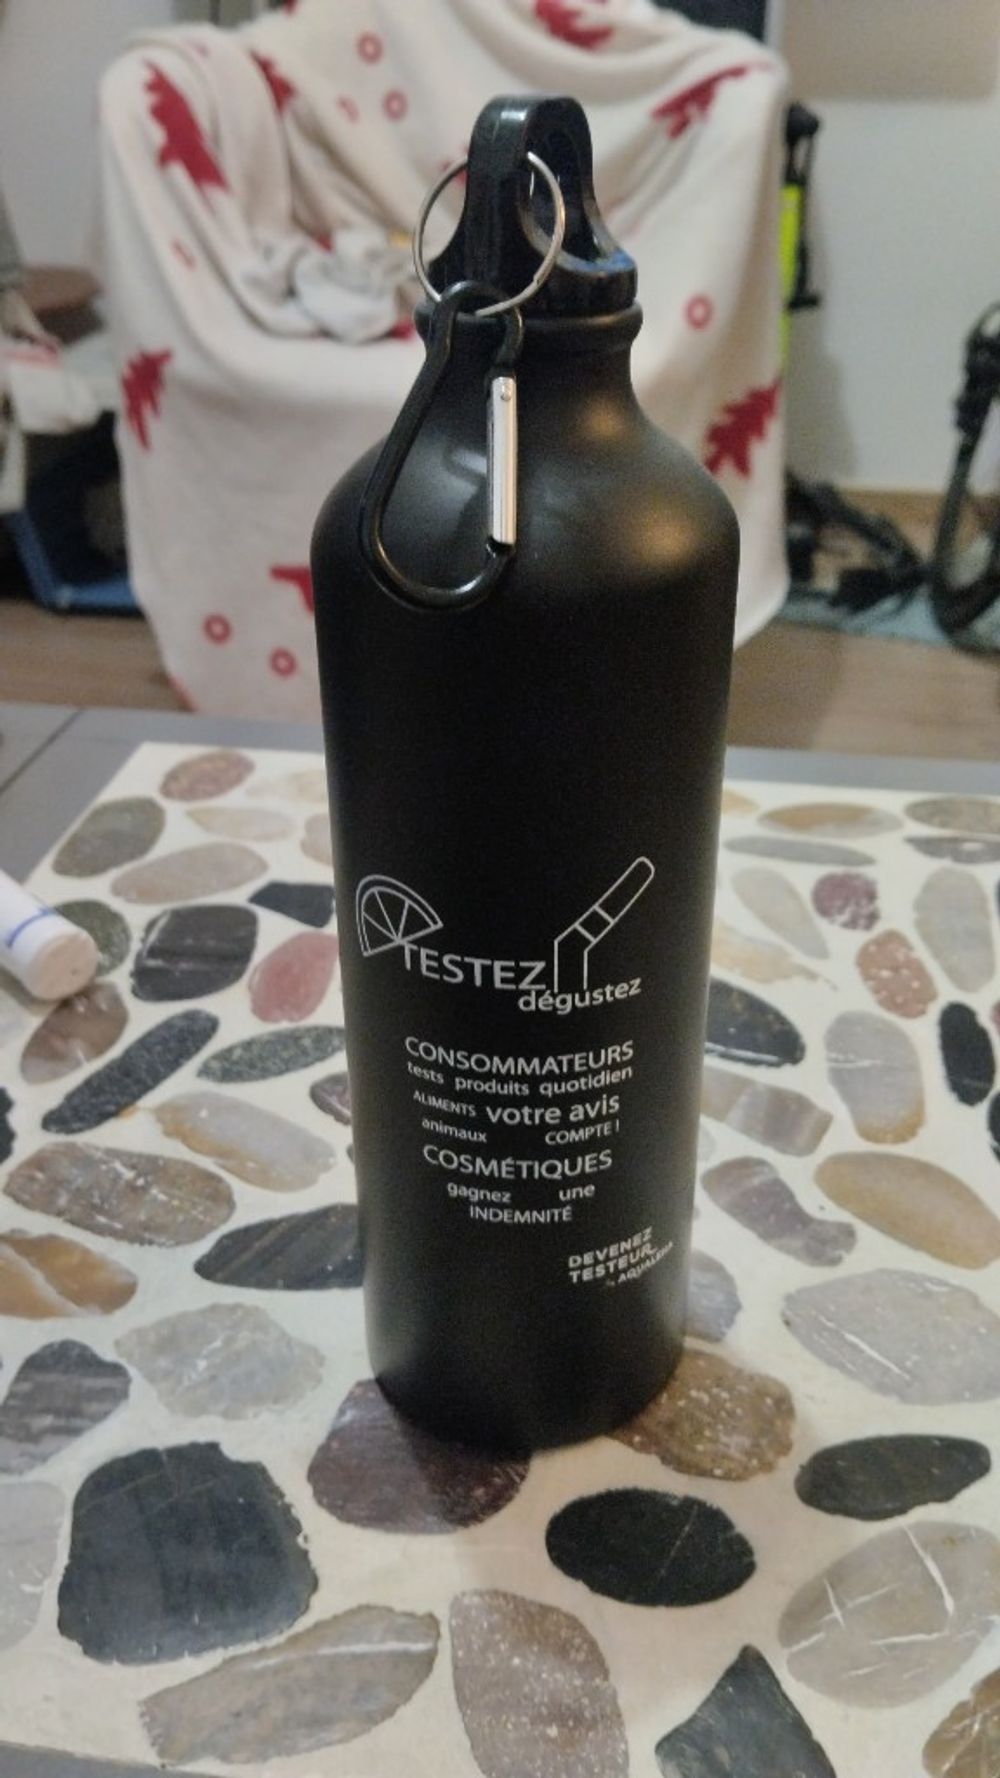 TESTEZ
dégustez
CONSOMMATEURS
tests produits quotidien
ALIMENTS votre avis
animaux COMPTE !
COSMÉTIQUES
gagnez une
INDEMNITÉ
DEVENEZ
TESTEUR